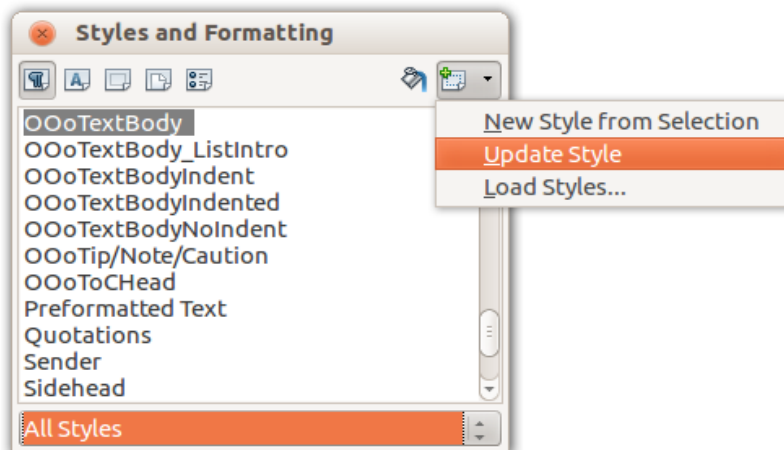 Styles and Formatting
OOoTextBody
OOoTextBody_ListIntro
OOoTextBodyIndent
OOoTextBodyIndented
OOoTextBodyNoIndent
OOoTip/Note/Caution
OOoToCHead
Preformatted Text
Quotations
Sender
Sidehead
All Styles
New Style from Selection
Update Style
Load Styles...